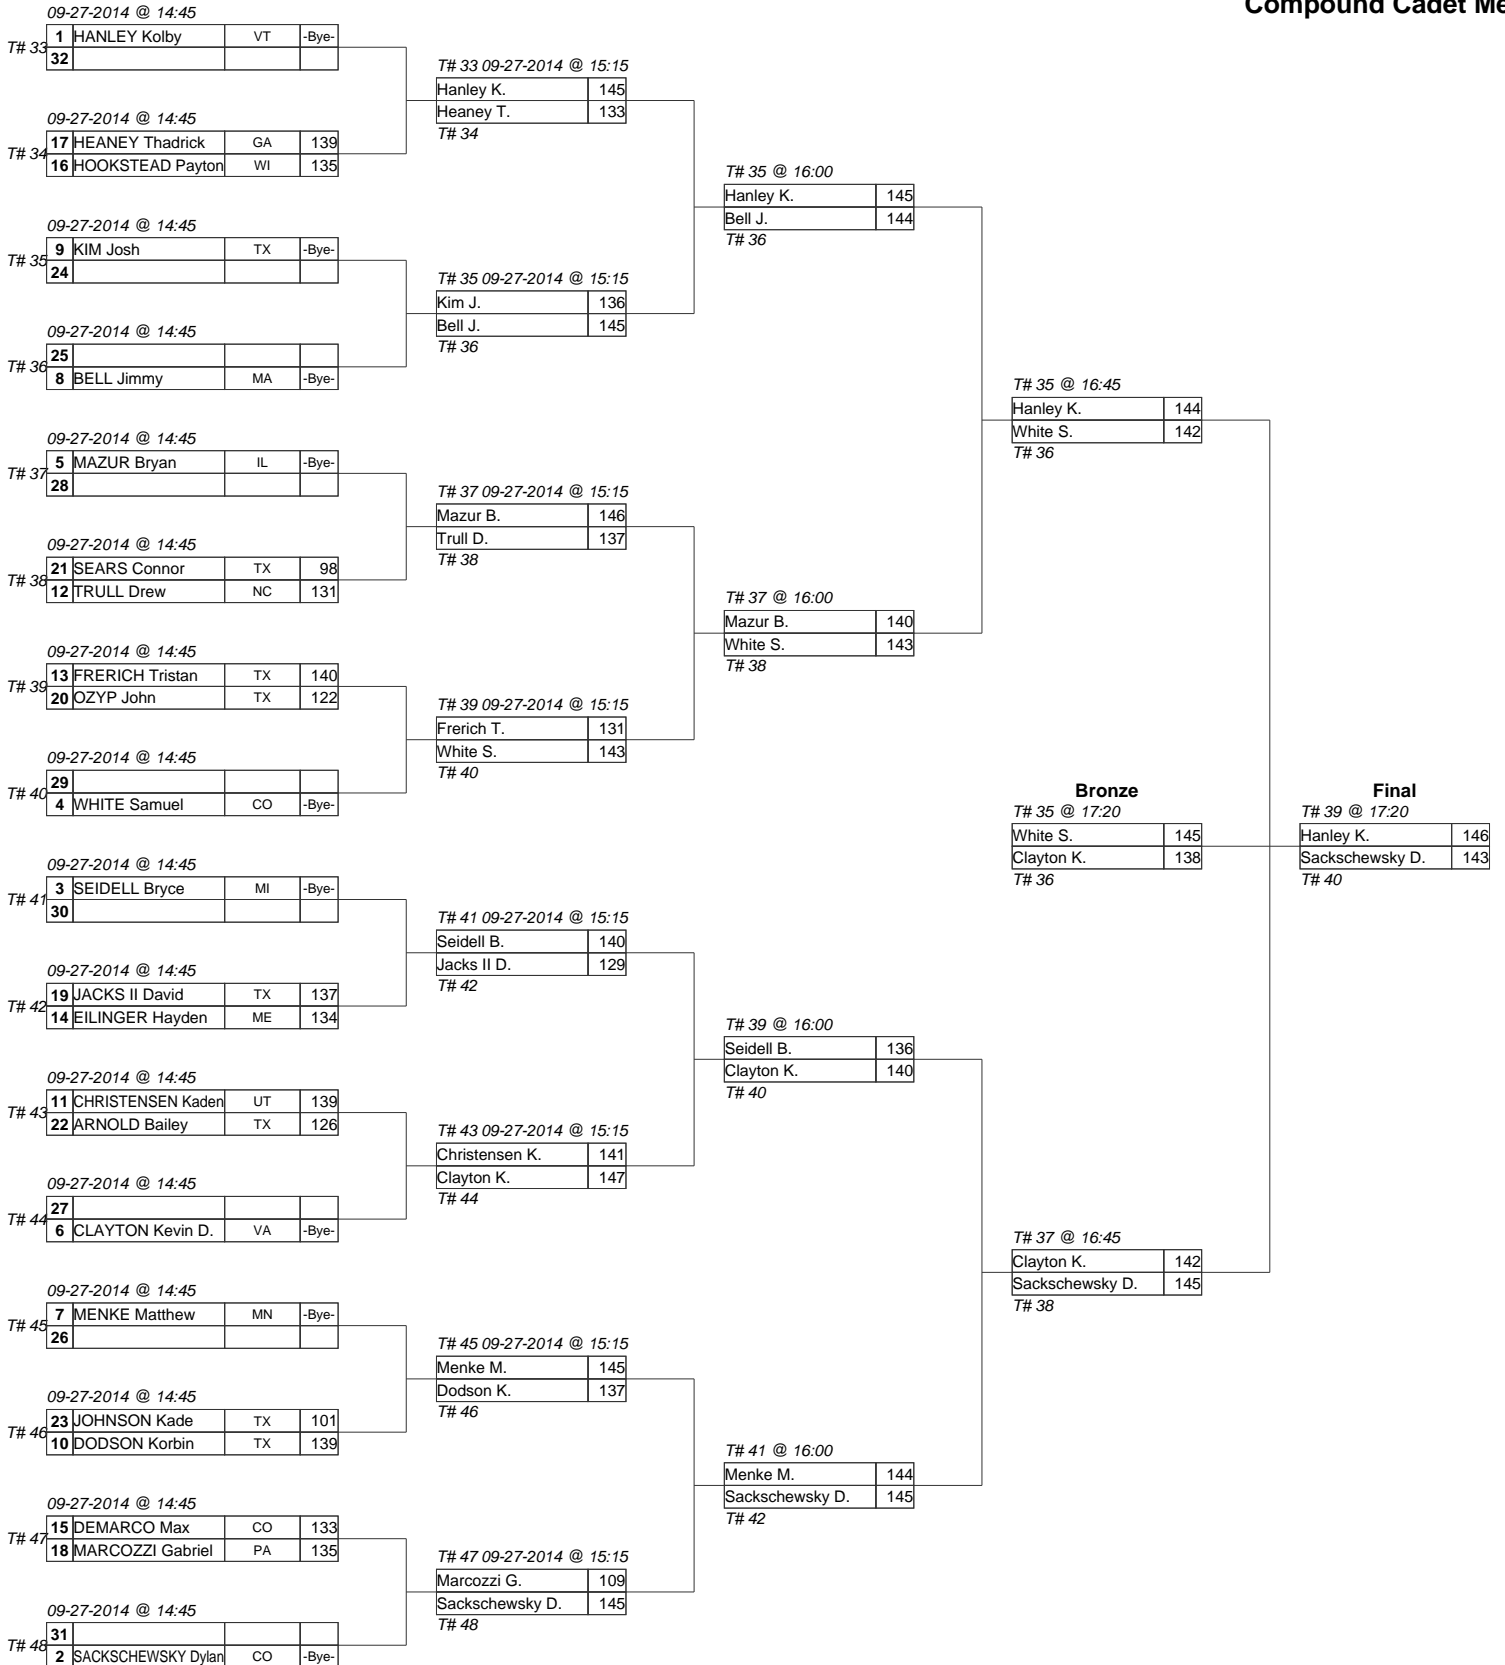 Compound Cadet Me
09-27-2014 @ 14:45
T# 33
1 HANLEY Kolby VT -Bye-
32
09-27-2014 @ 14:45
T# 34
17 HEANEY Thadrick GA 139
16 HOOKSTEAD Payton WI 135
09-27-2014 @ 14:45
T# 35
9 KIM Josh TX -Bye-
24
09-27-2014 @ 14:45
T# 36
25
8 BELL Jimmy MA -Bye-
09-27-2014 @ 14:45
T# 37
5 MAZUR Bryan IL -Bye-
28
09-27-2014 @ 14:45
T# 38
21 SEARS Connor TX 98
12 TRULL Drew NC 131
09-27-2014 @ 14:45
T# 39
13 FRERICH Tristan TX 140
20 OZYP John TX 122
09-27-2014 @ 14:45
T# 40
29
4 WHITE Samuel CO -Bye-
09-27-2014 @ 14:45
T# 41
3 SEIDELL Bryce MI -Bye-
30
09-27-2014 @ 14:45
T# 42
19 JACKS II David TX 137
14 EILINGER Hayden ME 134
09-27-2014 @ 14:45
T# 43
11 CHRISTENSEN Kaden UT 139
22 ARNOLD Bailey TX 126
09-27-2014 @ 14:45
T# 44
27
6 CLAYTON Kevin D. VA -Bye-
09-27-2014 @ 14:45
T# 45
7 MENKE Matthew MN -Bye-
26
09-27-2014 @ 14:45
T# 46
23 JOHNSON Kade TX 101
10 DODSON Korbin TX 139
09-27-2014 @ 14:45
T# 47
15 DEMARCO Max CO 133
18 MARCOZZI Gabriel PA 135
09-27-2014 @ 14:45
T# 48
31
2 SACKSCHEWSKY Dylan CO -Bye-
T# 33 09-27-2014 @ 15:15
Hanley K. 145
Heaney T. 133
T# 34
T# 35 09-27-2014 @ 15:15
Kim J. 136
Bell J. 145
T# 36
T# 37 09-27-2014 @ 15:15
Mazur B. 146
Trull D. 137
T# 38
T# 39 09-27-2014 @ 15:15
Frerich T. 131
White S. 143
T# 40
T# 41 09-27-2014 @ 15:15
Seidell B. 140
Jacks II D. 129
T# 42
T# 43 09-27-2014 @ 15:15
Christensen K. 141
Clayton K. 147
T# 44
T# 45 09-27-2014 @ 15:15
Menke M. 145
Dodson K. 137
T# 46
T# 47 09-27-2014 @ 15:15
Marcozzi G. 109
Sackschewsky D. 145
T# 48
T# 35 @ 16:00
Hanley K. 145
Bell J. 144
T# 36
T# 37 @ 16:00
Mazur B. 140
White S. 143
T# 38
T# 39 @ 16:00
Seidell B. 136
Clayton K. 140
T# 40
T# 41 @ 16:00
Menke M. 144
Sackschewsky D. 145
T# 42
T# 35 @ 16:45
Hanley K. 144
White S. 142
T# 36
T# 37 @ 16:45
Clayton K. 142
Sackschewsky D. 145
T# 38
Bronze
T# 35 @ 17:20
White S. 145
Clayton K. 138
T# 36
Final
T# 39 @ 17:20
Hanley K. 146
Sackschewsky D. 143
T# 40